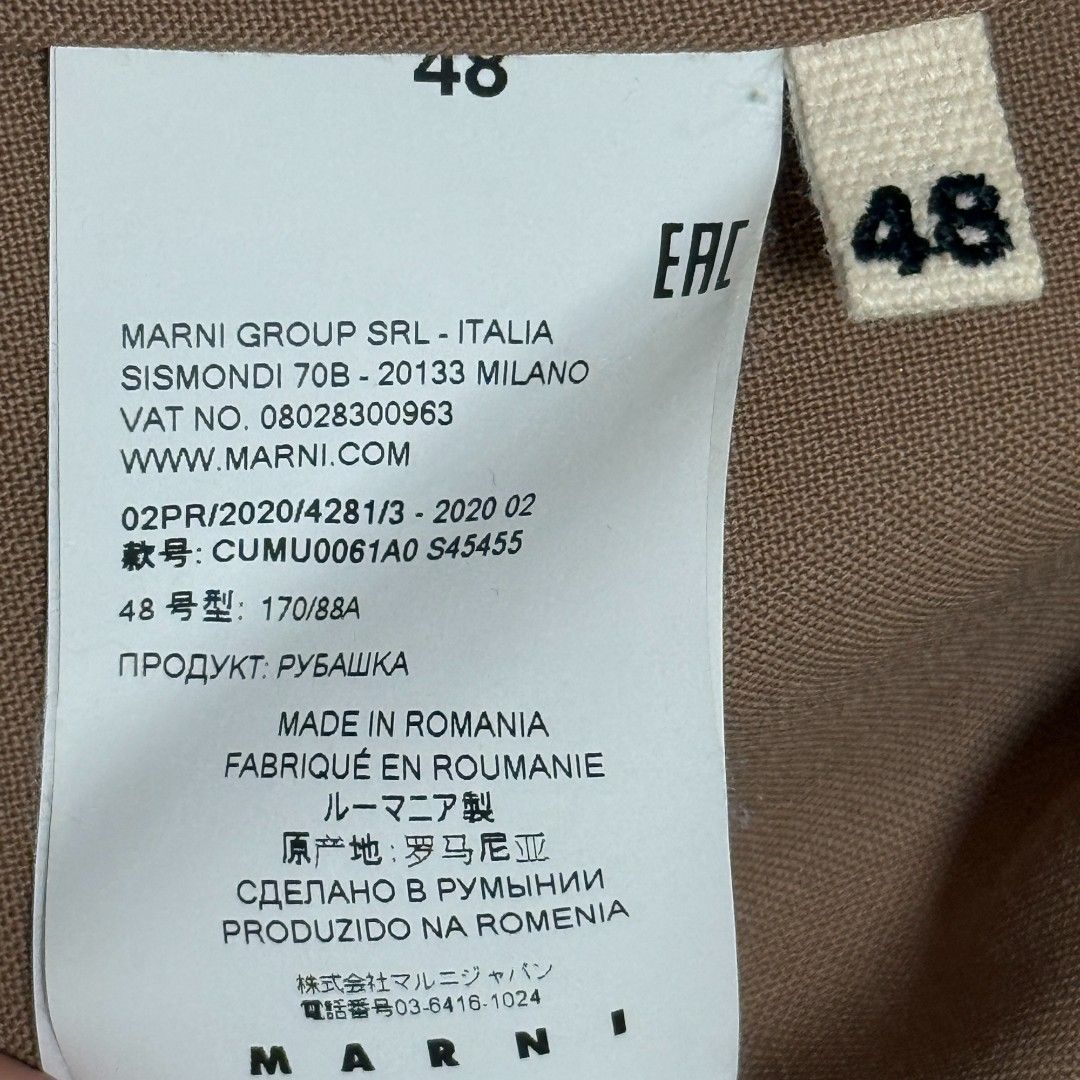 48
48
EAC
MARNI GROUP SRL - ITALIA
SISMONDI 70B - 20133 MILANO
VAT NO. 08028300963
WWW.MARNI.COM
02PR/2020/4281/3 - 2020 02
款号: CUMU0061A0 S45455
48 号型: 170/88A
ПРОДУКТ: РУБАШКА
MADE IN ROMANIA
FABRIQUÉ EN ROUMANIE
ルーマニア製
原产地: 罗马尼亚
СДЕЛАНО В РУМЫНИИ
PRODUZIDO NA ROMENIA
株式会社マルニジャパン
電話番号03-6416-1024
MARNI